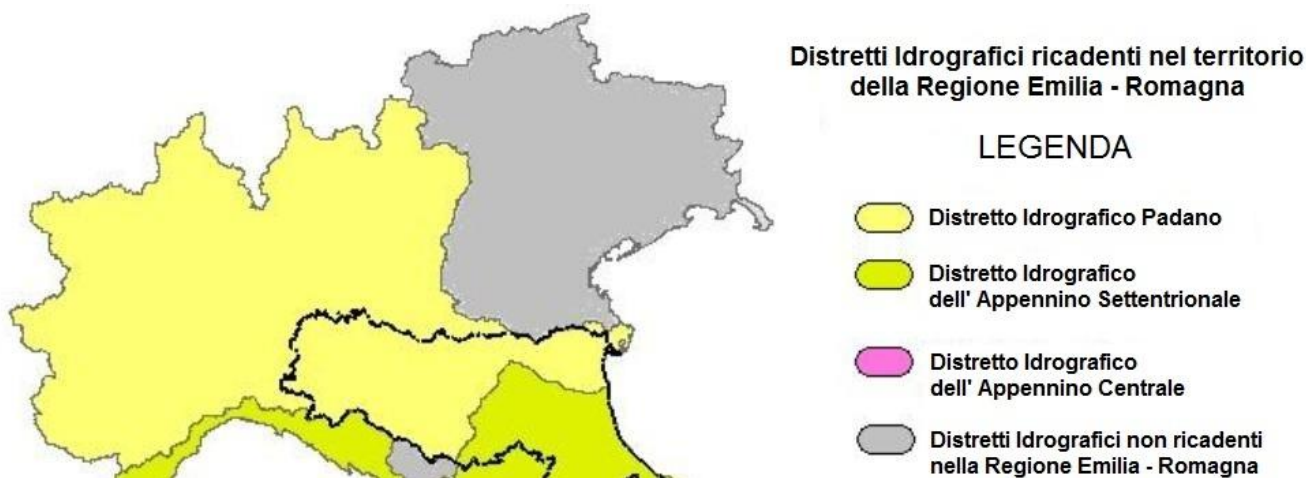 Distretti Idrografici ricadenti nel territorio
della Regione Emilia - Romagna
LEGENDA
Distretto Idrografico Padano
Distretto Idrografico
dell' Appennino Settentrionale
Distretto Idrografico
dell' Appennino Centrale
Distretti Idrografici non ricadenti
nella Regione Emilia - Romagna